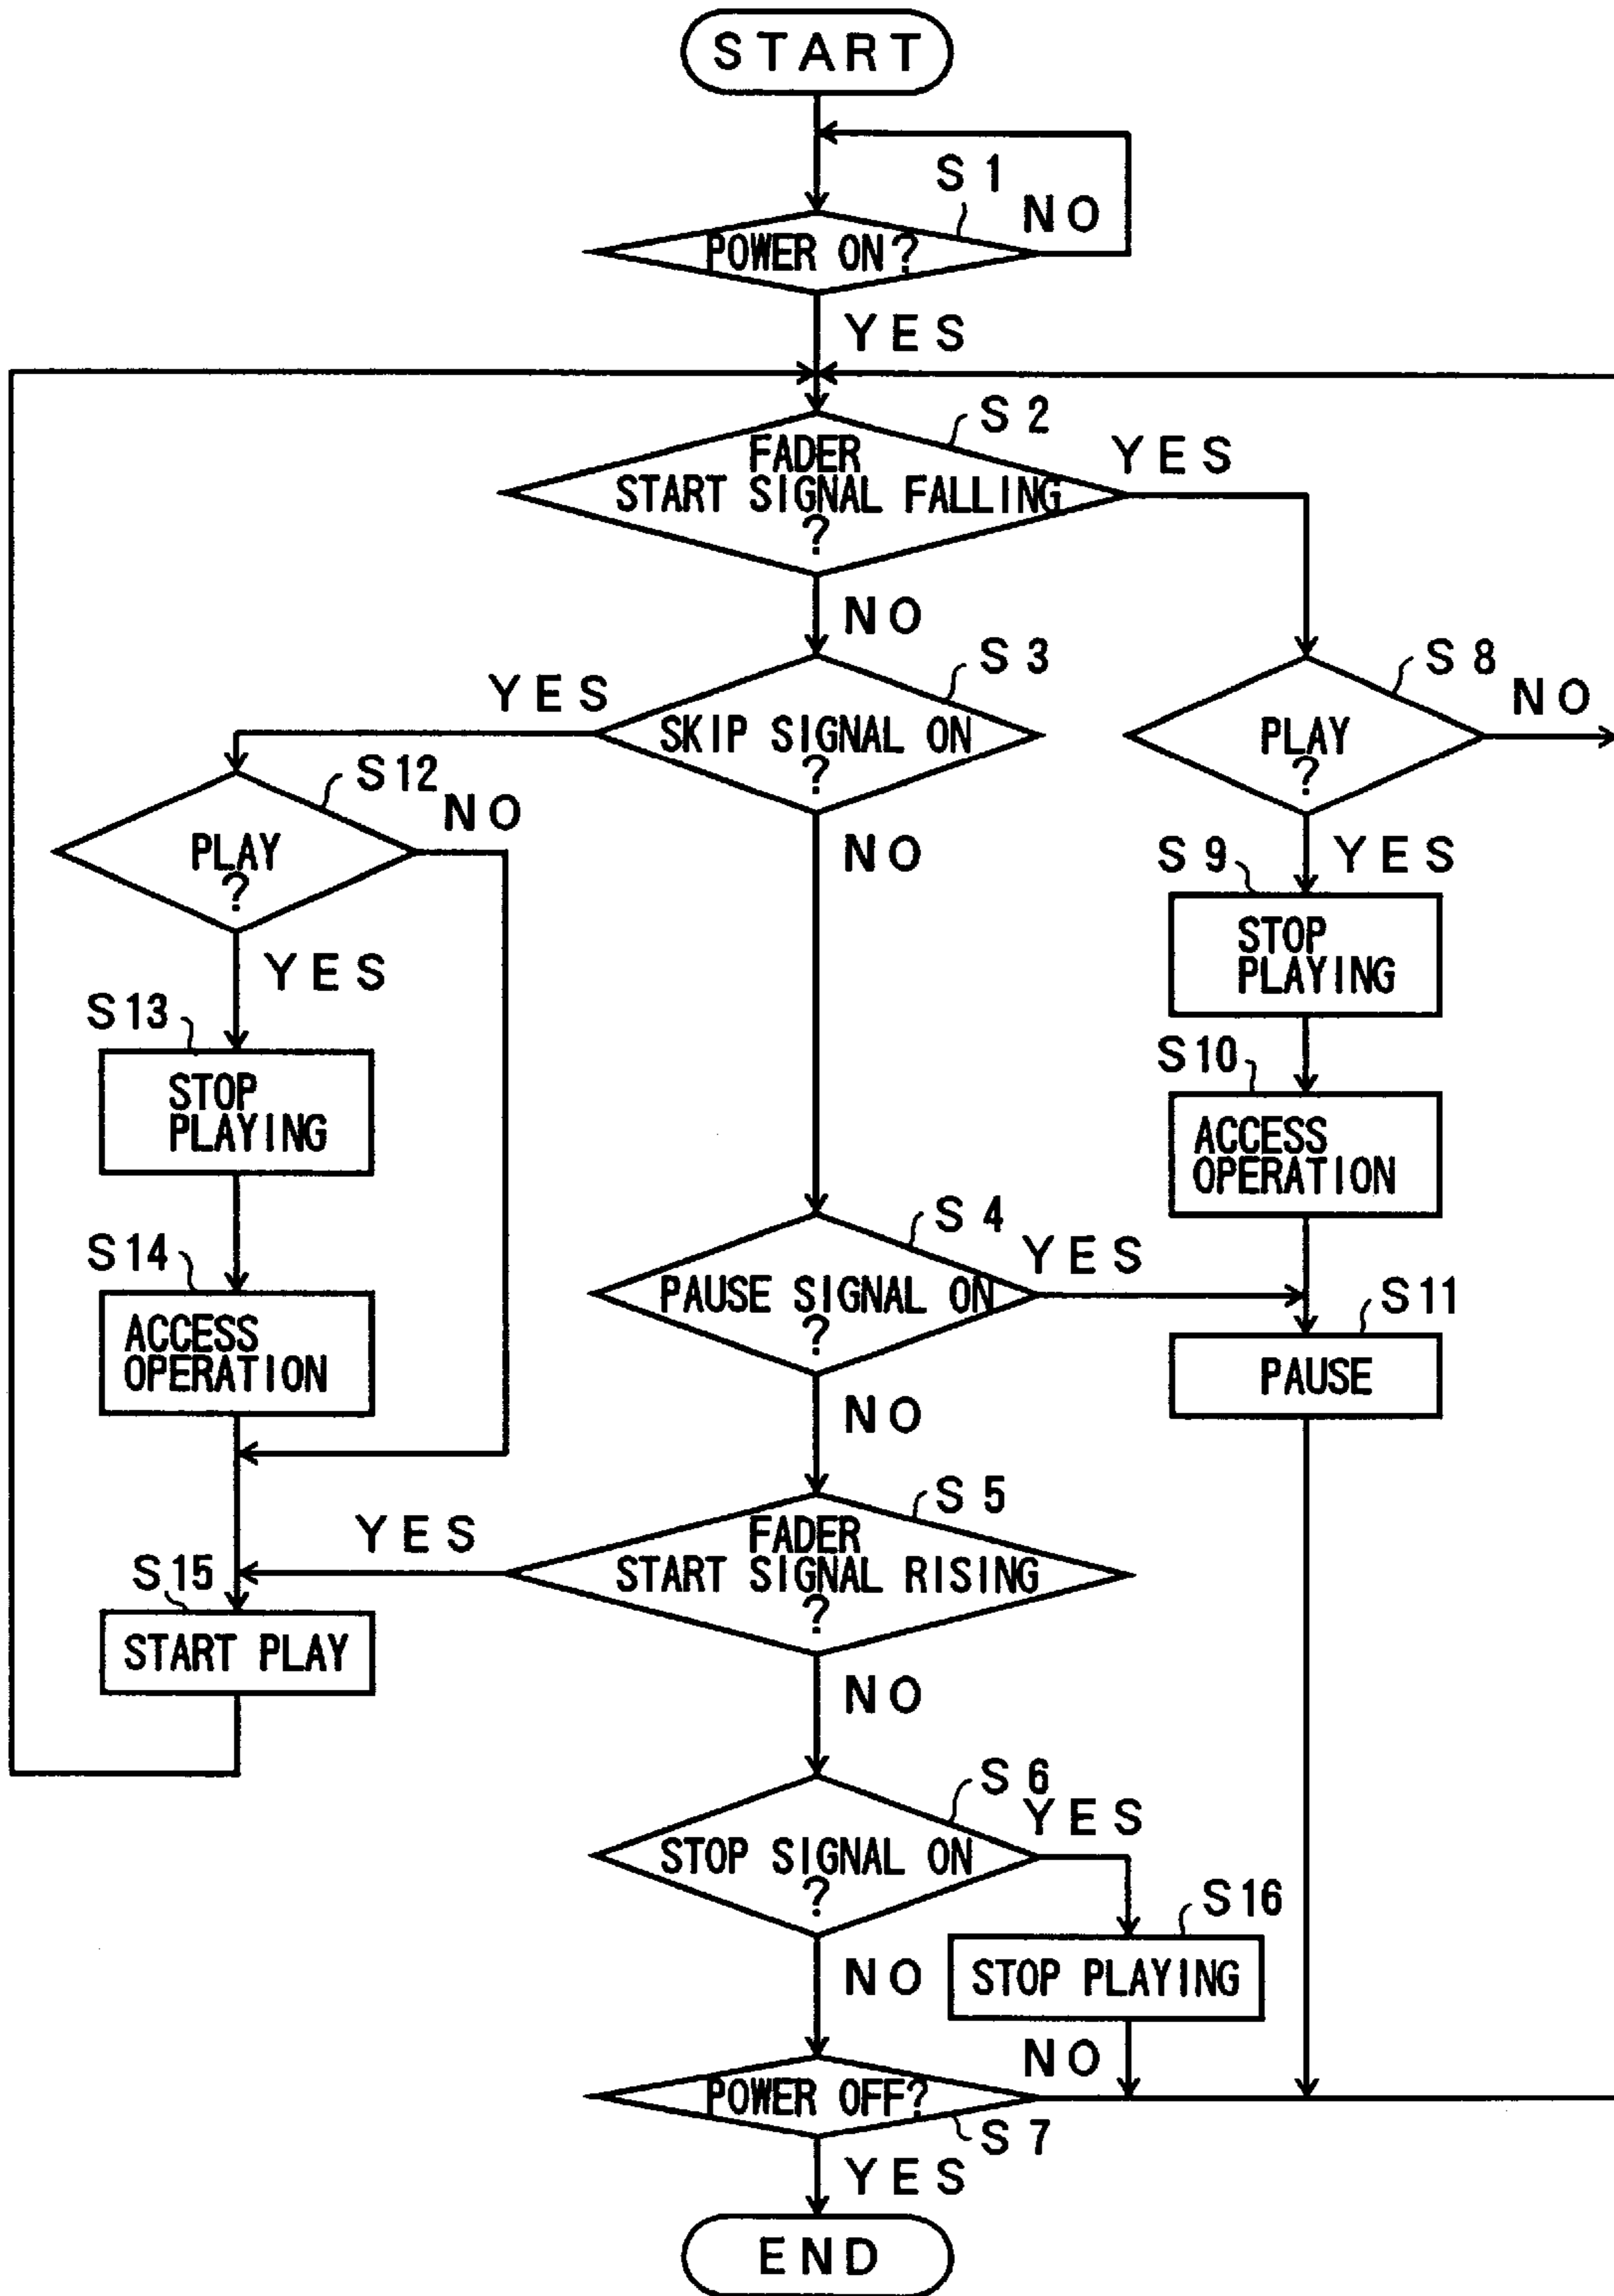 START
S1
NO
POWER ON?
YES
S2
FADER
START SIGNAL FALLING
?
YES
NO
S3
YES
SKIP SIGNAL ON
?
NO
S8
PLAY
?
NO
YES
S12
PLAY
?
NO
YES
S9
STOP
PLAYING
S13
STOP
PLAYING
S10
ACCESS
OPERATION
S14
ACCESS
OPERATION
S4
PAUSE SIGNAL ON
?
YES
NO
S11
PAUSE
S5
FADER
START SIGNAL RISING
?
YES
NO
S15
START PLAY
S6
STOP SIGNAL ON
?
YES
NO
S16
STOP PLAYING
NO
POWER OFF?
S7
YES
END